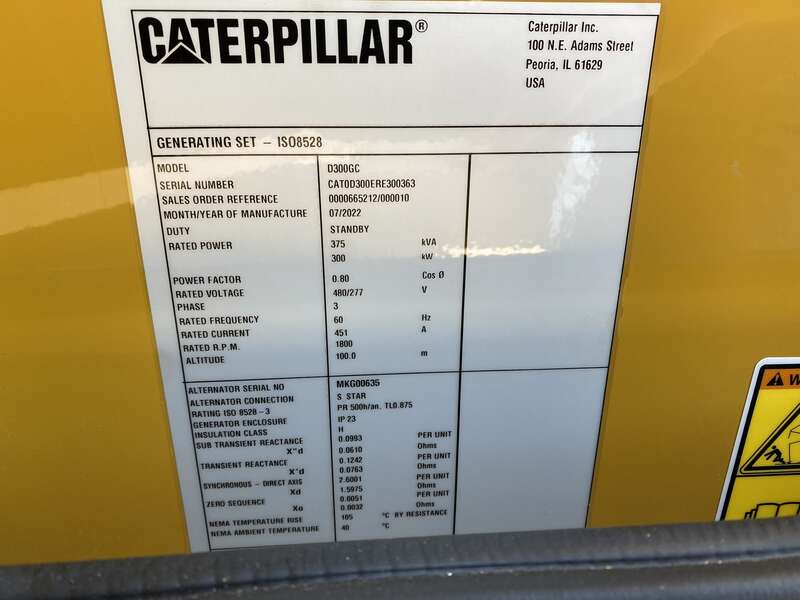 CATERPILLAR®
Caterpillar Inc.
100 N.E. Adams Street
Peoria, IL 61629
USA
GENERATING SET – ISO8528
MODEL D300GC
SERIAL NUMBER CAT0D300ERE300363
SALES ORDER REFERENCE 0000665212/000010
MONTH/YEAR OF MANUFACTURE 07/2022
DUTY STANDBY
RATED POWER 375 kVA
300 kW
POWER FACTOR 0.80 Cos Ø
RATED VOLTAGE 480/277 V
PHASE 3
RATED FREQUENCY 60 Hz
RATED CURRENT 451 A
RATED R.P.M. 1800
ALTITUDE 100.0 m
ALTERNATOR SERIAL NO MKG00635
ALTERNATOR CONNECTION S STAR
RATING ISO 8528 – 3 PR 500h/an, TL0.875
GENERATOR ENCLOSURE IP 23
INSULATION CLASS H
SUB TRANSIENT REACTANCE 0.0993 PER UNIT
X"d 0.0610 Ohms
TRANSIENT REACTANCE 0.1242 PER UNIT
X'd 0.0763 Ohms
SYNCHRONOUS – DIRECT AXIS 2.6001 PER UNIT
Xd 1.5975 Ohms
ZERO SEQUENCE 0.0051 PER UNIT
Xo 0.0032 Ohms
NEMA TEMPERATURE RISE 105 °C BY RESISTANCE
NEMA AMBIENT TEMPERATURE 40 °C